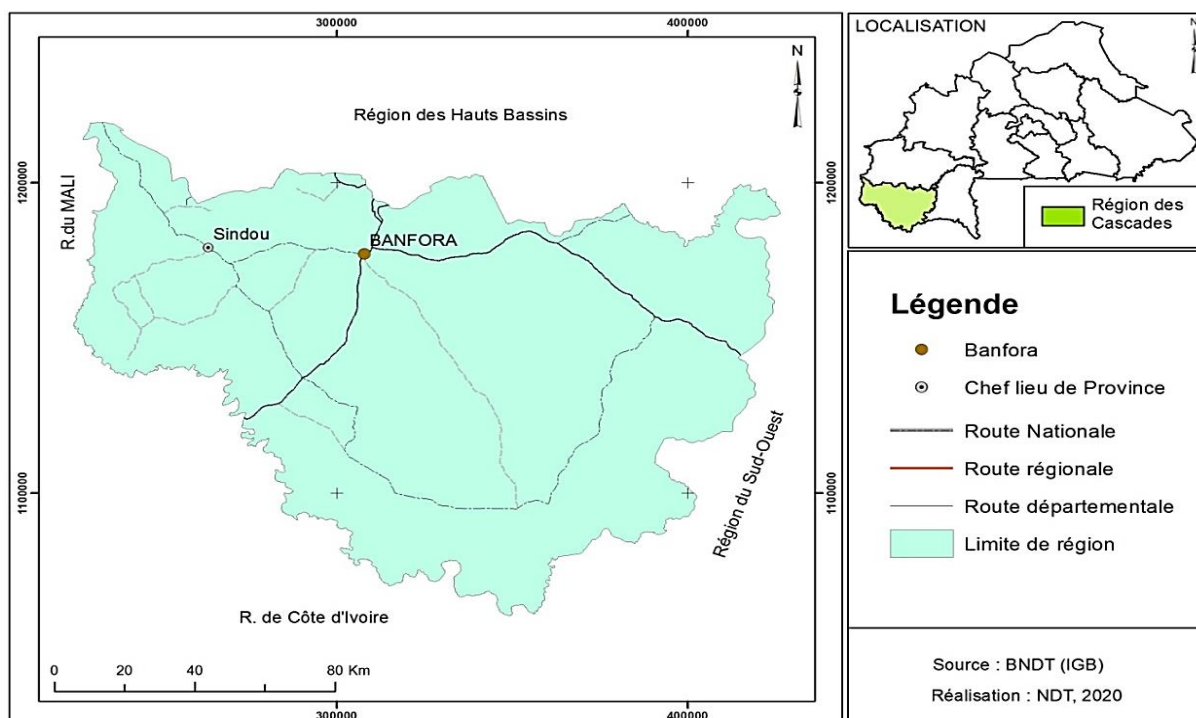 300000
400000
N
Région des Hauts Bassins
1200000
1200000
R.du MALI
Sindou
BANFORA
1100000
1100000
Région du Sud-Ouest
R. de Côte d'Ivoire
0 20 40 80 Km
300000
400000
LOCALISATION
N
Région des
Cascades
Légende
Banfora
Chef lieu de Province
Route Nationale
Route régionale
Route départementale
Limite de région
Source : BNDT (IGB)
Réalisation : NDT, 2020